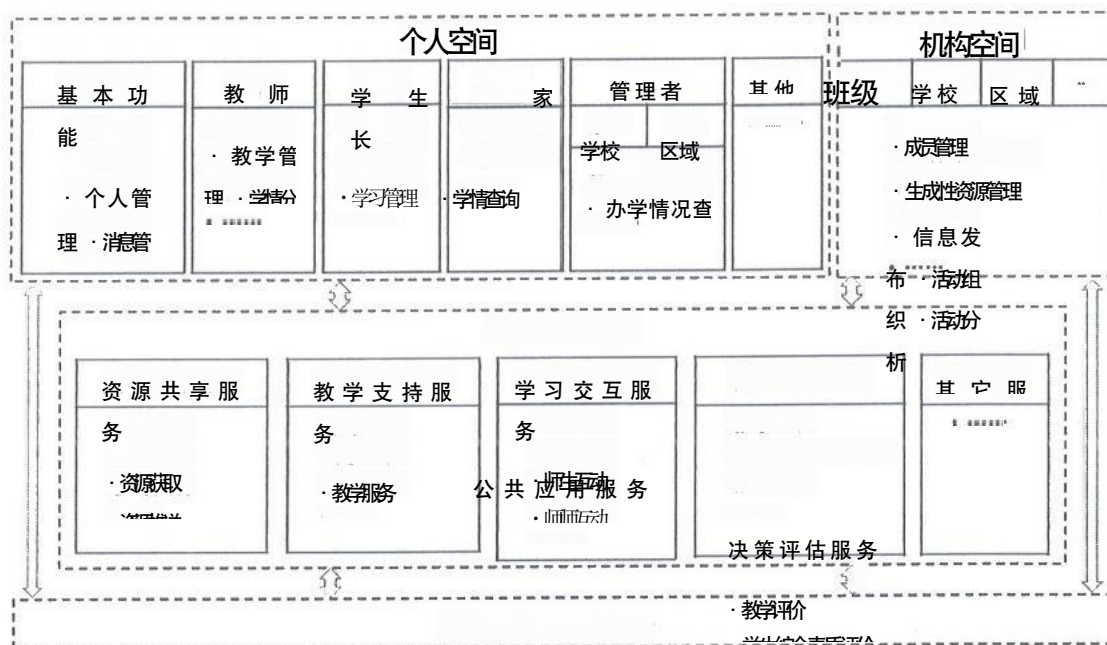 个人空间
机构空间
基本功能
· 个人管理 · 消息管
教师
· 教学管理 · 学情分
学生
· 学习管理
家长
· 学情查询
管理者
学校
区域
· 办学情况查
其他
......
班级
学校
区域
· 成员管理
· 生成性资源管理
· 信息发布 · 活动组织 · 活动分析
公共应用服务
资源共享服务
· 资源获取
教学支持服务
· 教学服务
学习交互服务
· 师生互动
· 师师互动
决策评估服务
· 教学评价
其它服